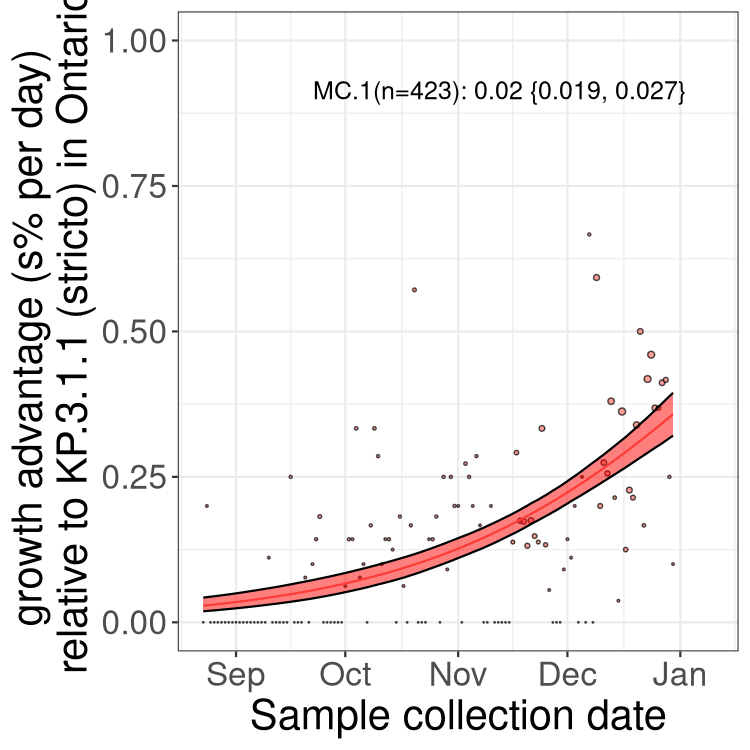 growth advantage (s% per day)
relative to KP.3.1.1 (stricto) in Ontario
1.00
0.75
0.50
0.25
0.00
MC.1(n=423): 0.02 {0.019, 0.027}
Sep Oct Nov Dec Jan
Sample collection date